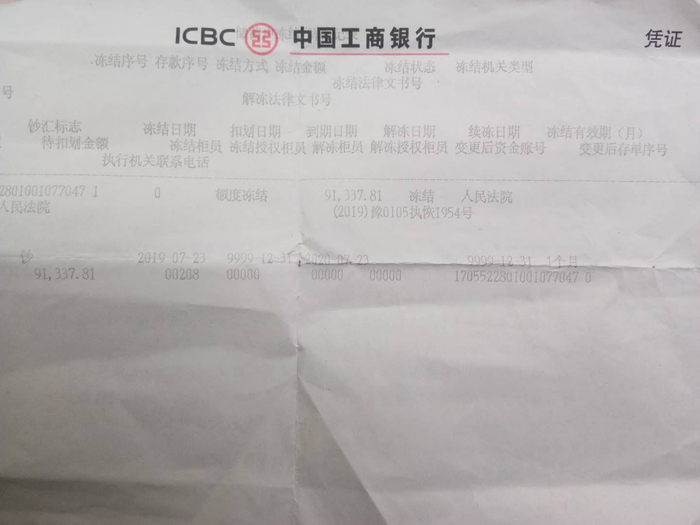 ICBC 中国工商银行 凭证
冻结序号 存款序号 冻结方式 冻结金额 冻结状态 冻结机关类型
冻结法律文书号
号 解冻法律文书号
钞汇标志 冻结日期 扣划日期 到期日期 解冻日期 续冻日期 冻结有效期（月）
待扣划金额 冻结柜员 冻结授权柜员 解冻柜员 解冻授权柜员 变更后资金账号 变更后存单序号
执行机关联系电话
2801001077047 1 0 额度冻结 91,337.81 冻结 人民法院
人民法院 (2019)豫0105执恢1954号
钞 2019-07-23 9999-12-31 2020-05-23 9999-12-31 1个月
91,337.81 00208 00000 00000 00000 1705522801001077047 0